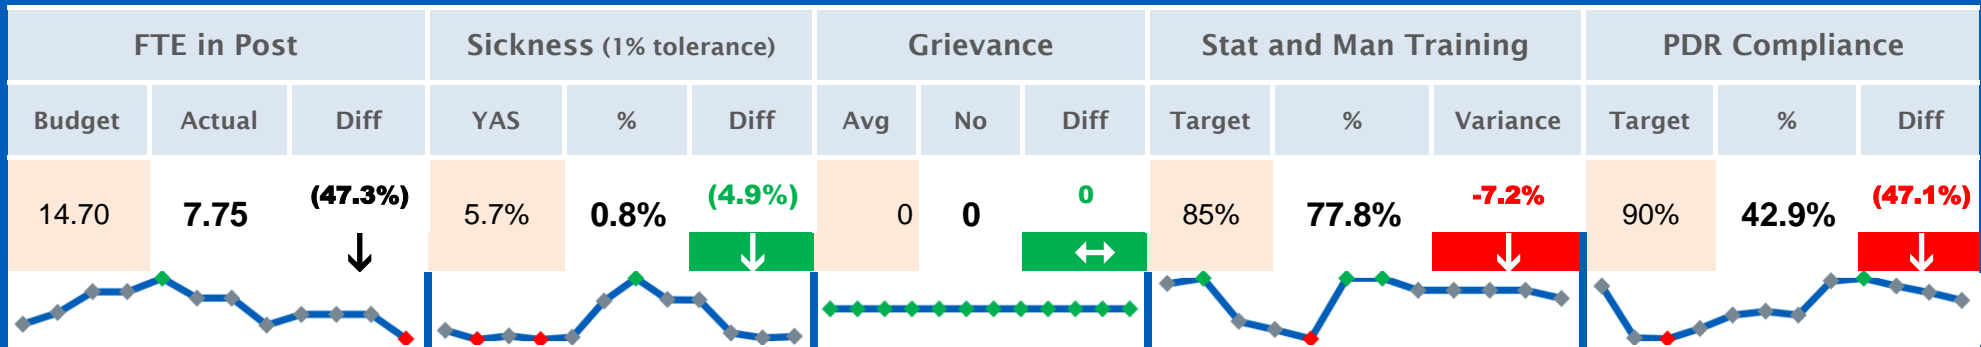 FTE in Post Sickness (1% tolerance) Grievance Stat and Man Training PDR Compliance
Budget Actual Diff YAS % Diff Avg No Diff Target % Variance Target % Diff
14.70 7.75 (47.3%) 5.7% 0.8% (4.9%) 0 0 0 85% 77.8% -7.2% 90% 42.9% (47.1%)